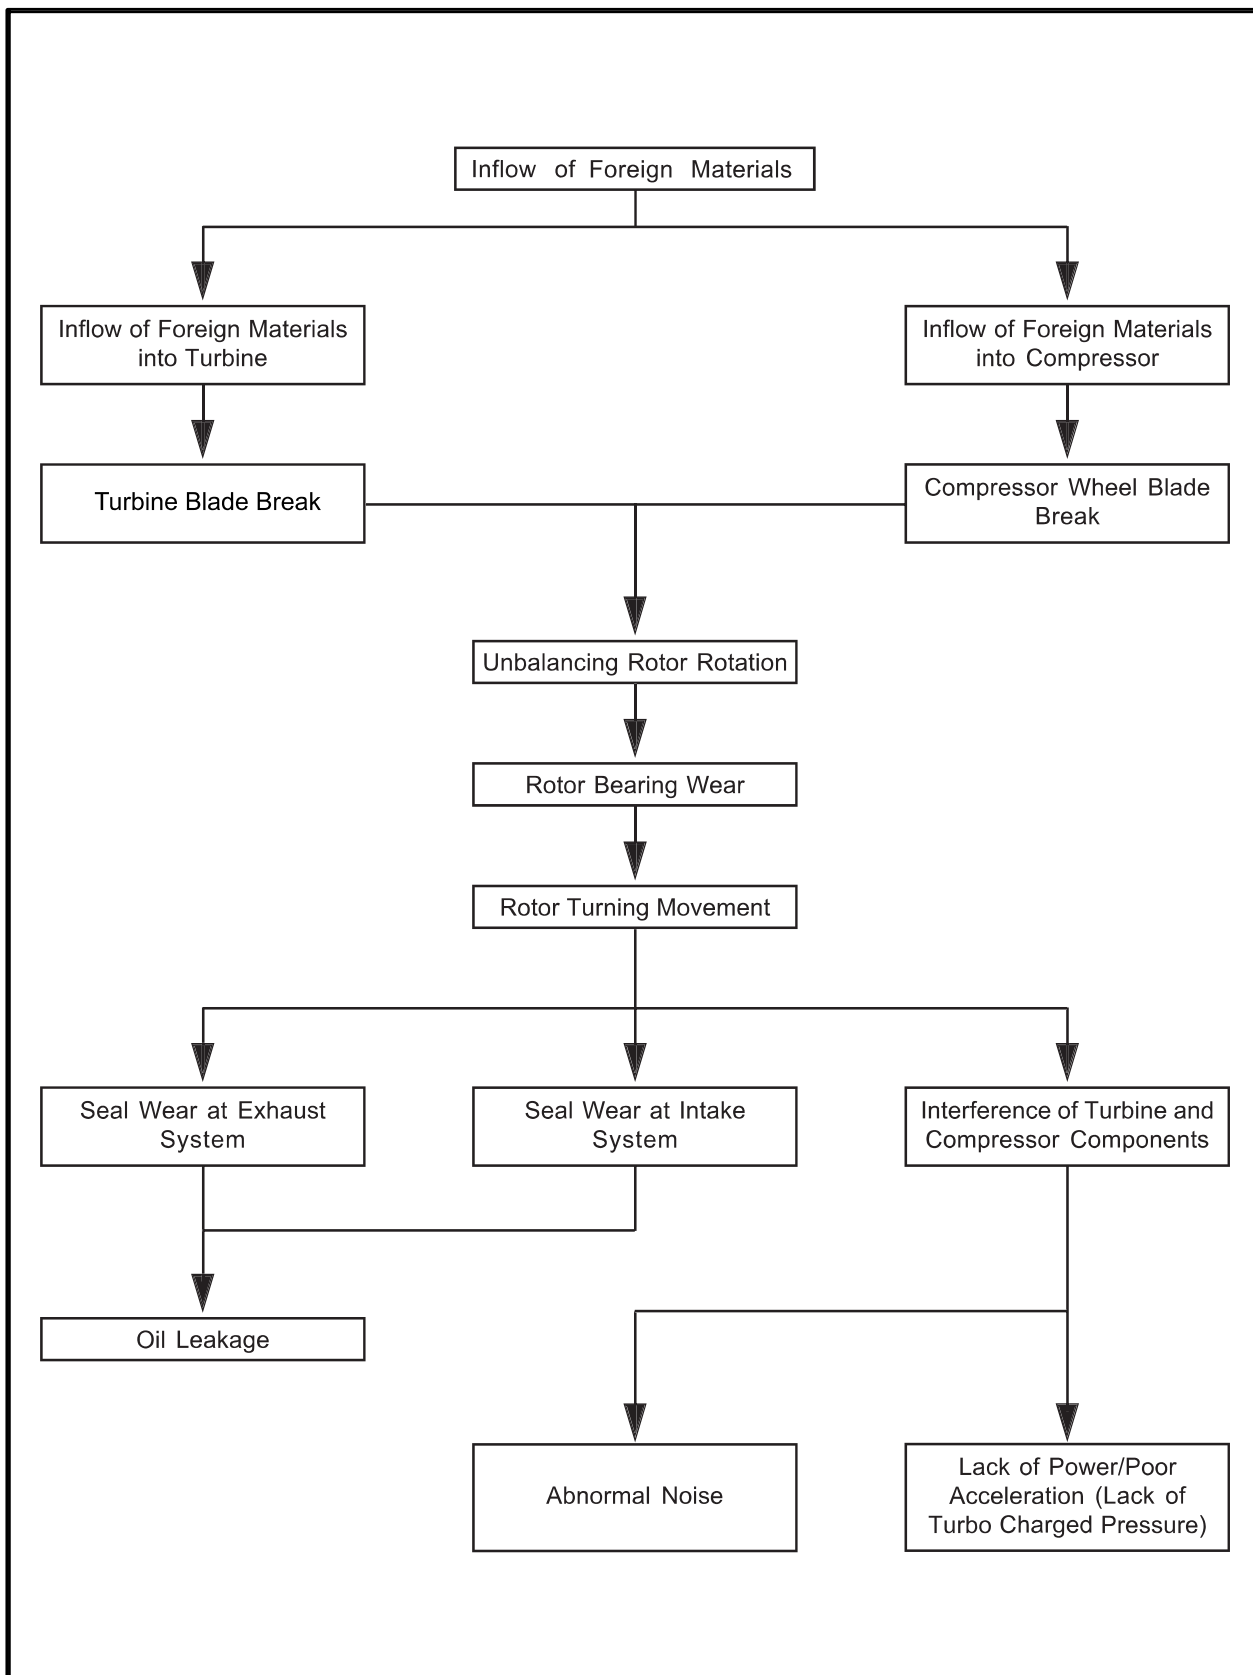 Inflow of Foreign Materials
Inflow of Foreign Materials
into Turbine
Inflow of Foreign Materials
into Compressor
Turbine Blade Break
Compressor Wheel Blade
Break
Unbalancing Rotor Rotation
Rotor Bearing Wear
Rotor Turning Movement
Seal Wear at Exhaust
System
Seal Wear at Intake
System
Interference of Turbine and
Compressor Components
Oil Leakage
Abnormal Noise
Lack of Power/Poor
Acceleration (Lack of
Turbo Charged Pressure)